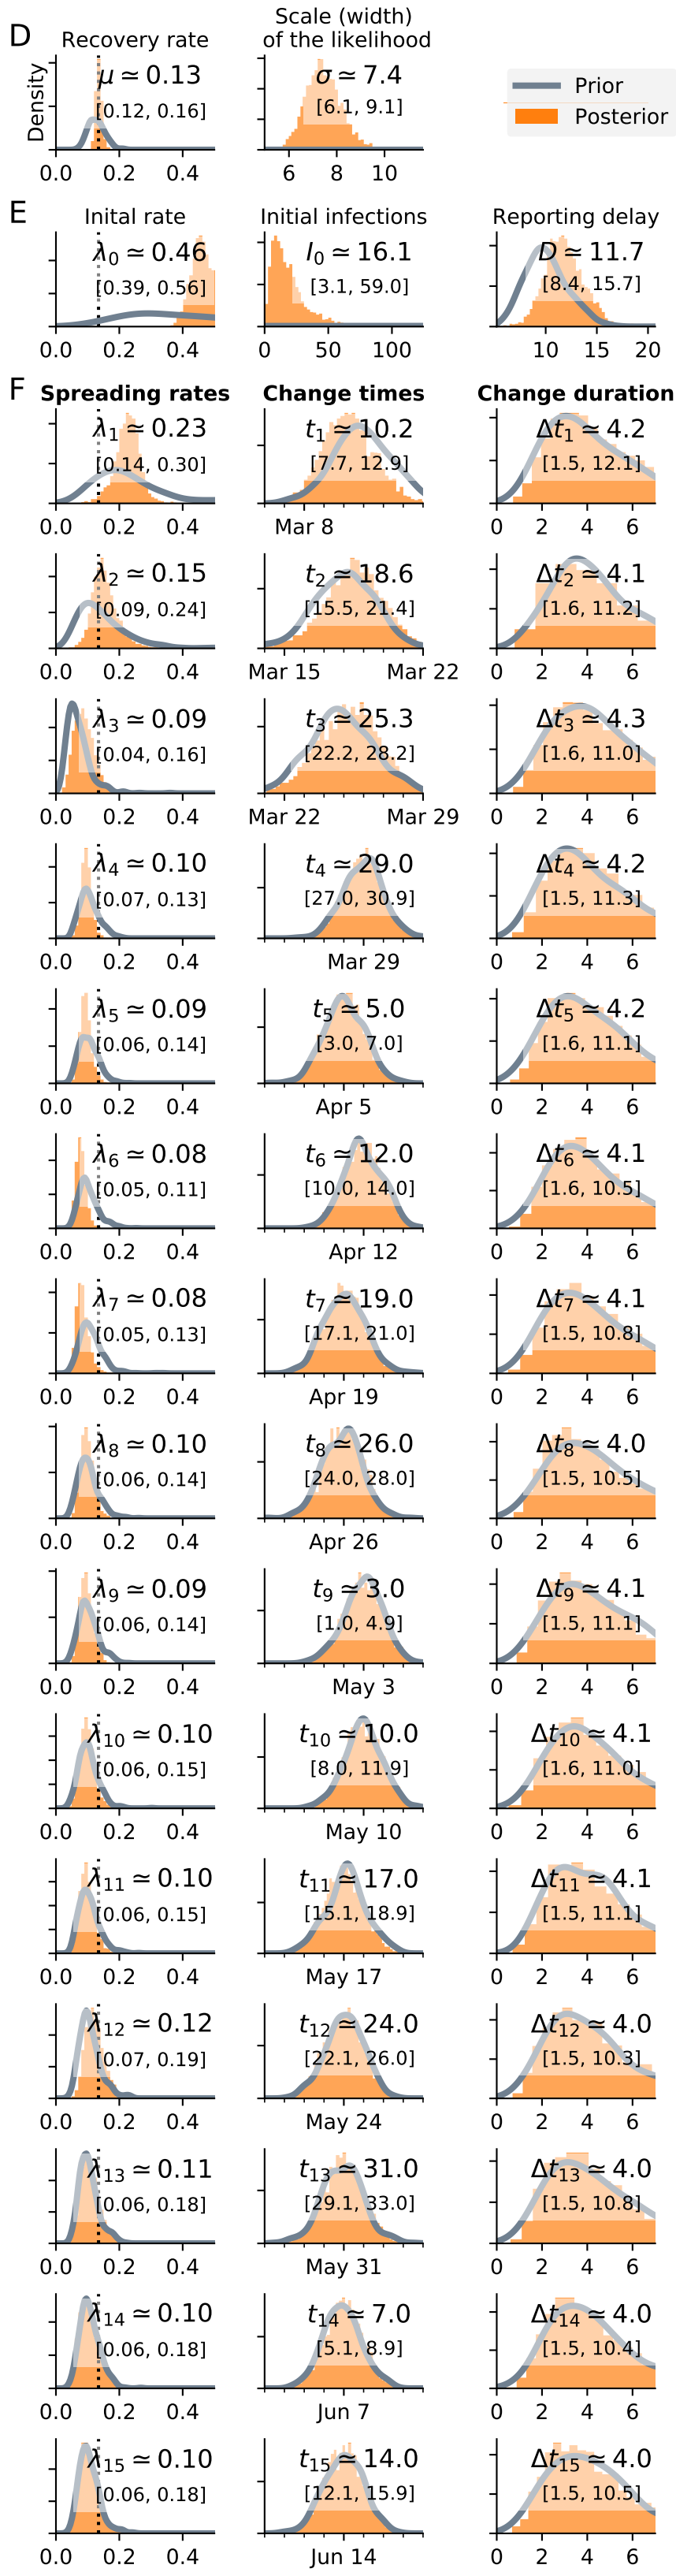 D
Recovery rate
Scale (width)
of the likelihood
Density
μ ≃ 0.13
[0.12, 0.16]
0.0 0.2 0.4
σ ≃ 7.4
[6.1, 9.1]
6 8 10
Prior
Posterior
E
Inital rate
Initial infections
Reporting delay
λ0 ≃ 0.46
[0.39, 0.56]
0.0 0.2 0.4
I0 ≃ 16.1
[3.1, 59.0]
0 50 100
D ≃ 11.7
[8.4, 15.7]
10 15 20
F
Spreading rates
Change times
Change duration
λ1 ≃ 0.23
[0.14, 0.30]
0.0 0.2 0.4
t1 ≃ 10.2
[7.7, 12.9]
Mar 8
Δt1 ≃ 4.2
[1.5, 12.1]
0 2 4 6
λ2 ≃ 0.15
[0.09, 0.24]
0.0 0.2 0.4
t2 ≃ 18.6
[15.5, 21.4]
Mar 15 Mar 22
Δt2 ≃ 4.1
[1.6, 11.2]
0 2 4 6
λ3 ≃ 0.09
[0.04, 0.16]
0.0 0.2 0.4
t3 ≃ 25.3
[22.2, 28.2]
Mar 22 Mar 29
Δt3 ≃ 4.3
[1.6, 11.0]
0 2 4 6
λ4 ≃ 0.10
[0.07, 0.13]
0.0 0.2 0.4
t4 ≃ 29.0
[27.0, 30.9]
Mar 29
Δt4 ≃ 4.2
[1.5, 11.3]
0 2 4 6
λ5 ≃ 0.09
[0.06, 0.14]
0.0 0.2 0.4
t5 ≃ 5.0
[3.0, 7.0]
Apr 5
Δt5 ≃ 4.2
[1.6, 11.1]
0 2 4 6
λ6 ≃ 0.08
[0.05, 0.11]
0.0 0.2 0.4
t6 ≃ 12.0
[10.0, 14.0]
Apr 12
Δt6 ≃ 4.1
[1.6, 10.5]
0 2 4 6
λ7 ≃ 0.08
[0.05, 0.13]
0.0 0.2 0.4
t7 ≃ 19.0
[17.1, 21.0]
Apr 19
Δt7 ≃ 4.1
[1.5, 10.8]
0 2 4 6
λ8 ≃ 0.10
[0.06, 0.14]
0.0 0.2 0.4
t8 ≃ 26.0
[24.0, 28.0]
Apr 26
Δt8 ≃ 4.0
[1.5, 10.5]
0 2 4 6
λ9 ≃ 0.09
[0.06, 0.14]
0.0 0.2 0.4
t9 ≃ 3.0
[1.0, 4.9]
May 3
Δt9 ≃ 4.1
[1.5, 11.1]
0 2 4 6
λ10 ≃ 0.10
[0.06, 0.15]
0.0 0.2 0.4
t10 ≃ 10.0
[8.0, 11.9]
May 10
Δt10 ≃ 4.1
[1.6, 11.0]
0 2 4 6
λ11 ≃ 0.10
[0.06, 0.15]
0.0 0.2 0.4
t11 ≃ 17.0
[15.1, 18.9]
May 17
Δt11 ≃ 4.1
[1.5, 11.1]
0 2 4 6
λ12 ≃ 0.12
[0.07, 0.19]
0.0 0.2 0.4
t12 ≃ 24.0
[22.1, 26.0]
May 24
Δt12 ≃ 4.0
[1.5, 10.3]
0 2 4 6
λ13 ≃ 0.11
[0.06, 0.18]
0.0 0.2 0.4
t13 ≃ 31.0
[29.1, 33.0]
May 31
Δt13 ≃ 4.0
[1.5, 10.8]
0 2 4 6
λ14 ≃ 0.10
[0.06, 0.18]
0.0 0.2 0.4
t14 ≃ 7.0
[5.1, 8.9]
Jun 7
Δt14 ≃ 4.0
[1.5, 10.4]
0 2 4 6
λ15 ≃ 0.10
[0.06, 0.18]
0.0 0.2 0.4
t15 ≃ 14.0
[12.1, 15.9]
Jun 14
Δt15 ≃ 4.0
[1.5, 10.5]
0 2 4 6